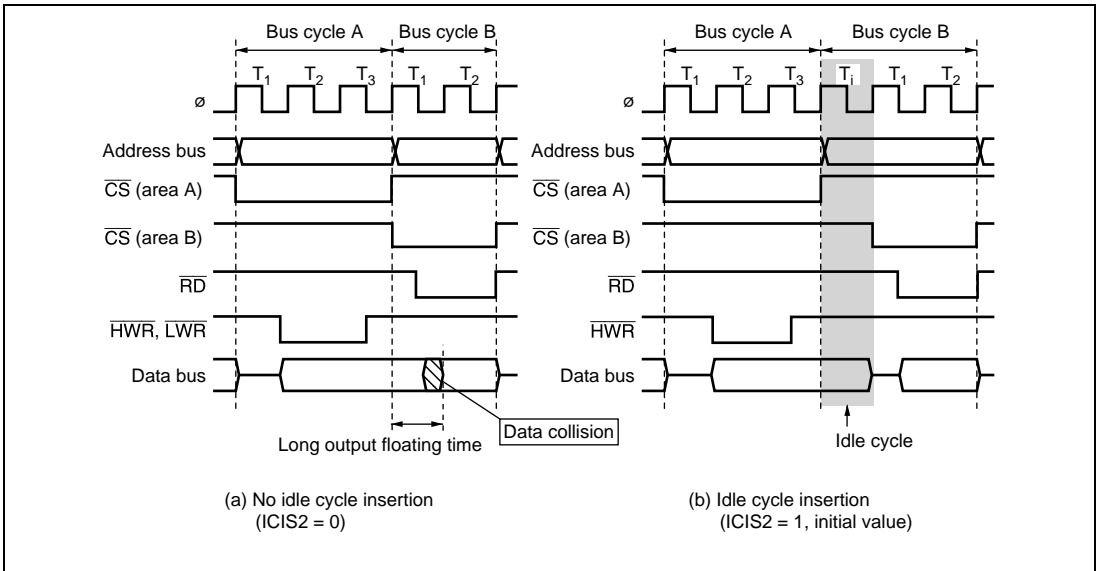 Bus cycle A Bus cycle B
T1 T2 T3 T1 T2
ø
Address bus
CS (area A)
CS (area B)
RD
HWR, LWR
Data bus
Data collision
Long output floating time
(a) No idle cycle insertion
(ICIS2 = 0)
Bus cycle A Bus cycle B
T1 T2 T3 Ti T1 T2
ø
Address bus
CS (area A)
CS (area B)
RD
HWR
Data bus
Idle cycle
(b) Idle cycle insertion
(ICIS2 = 1, initial value)